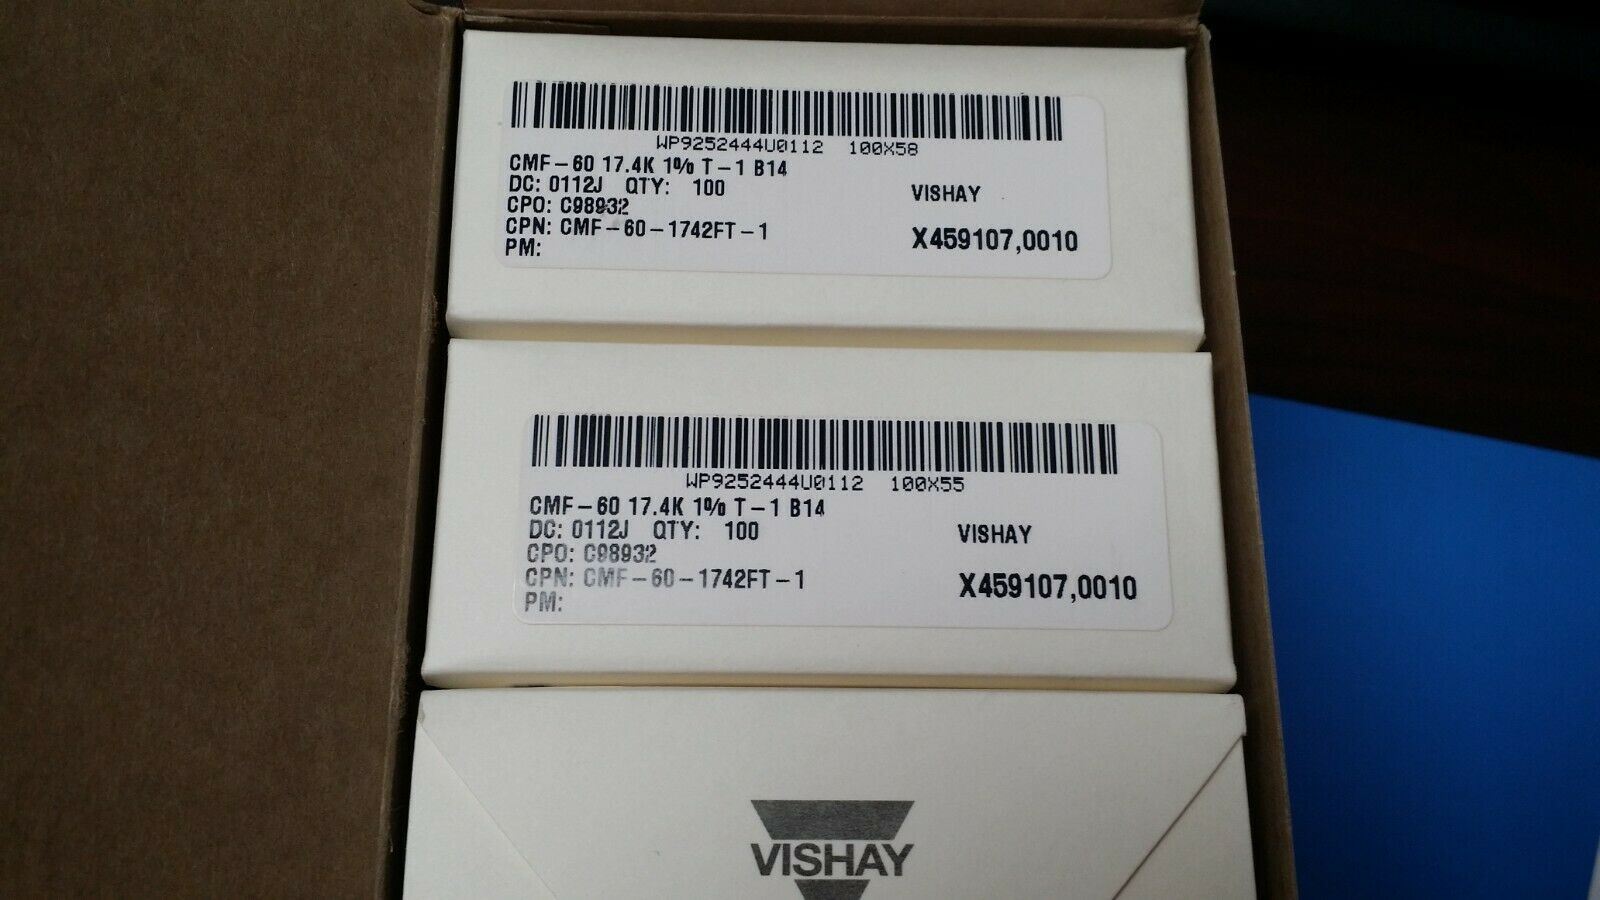 WP9252444U0112 100X58
CMF-60 17.4K 1% T-1 B14
DC: 0112J QTY: 100
VISHAY
CPO: C98932
CPN: CMF-60-1742FT-1
X459107,0010
PM:
WP9252444U0112 100X55
CMF-60 17.4K 1% T-1 B14
DC: 0112J QTY: 100
VISHAY
CPO: C98932
CPN: CMF-60-1742FT-1
X459107,0010
PM:
VISHAY